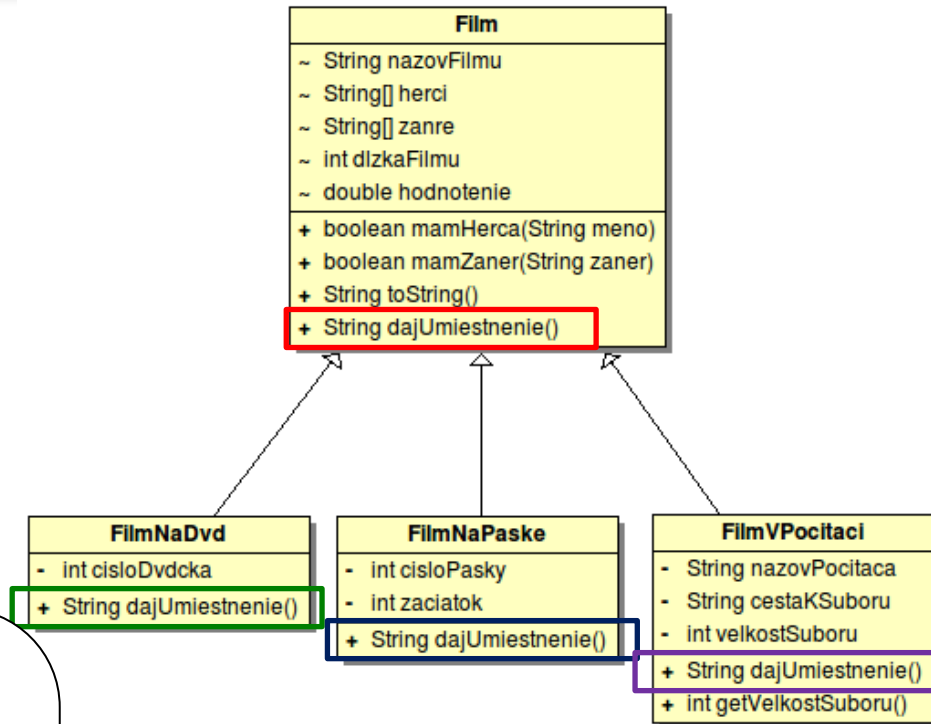 Film
~ String nazovFilmu
~ String[] herci
~ String[] zanre
~ int dlzkaFilmu
~ double hodnotenie
+ boolean mamHerca(String meno)
+ boolean mamZaner(String zaner)
+ String toString()
+ String dajUmiestnenie()
FilmNaDvd
- int cisloDvdcka
+ String dajUmiestnenie()
FilmNaPaske
- int cisloPasky
- int zaciatok
+ String dajUmiestnenie()
FilmVPocitaci
- String nazovPocitaca
- String cestaKSuboru
- int velkostSuboru
+ String dajUmiestnenie()
+ int getVelkostSuboru()